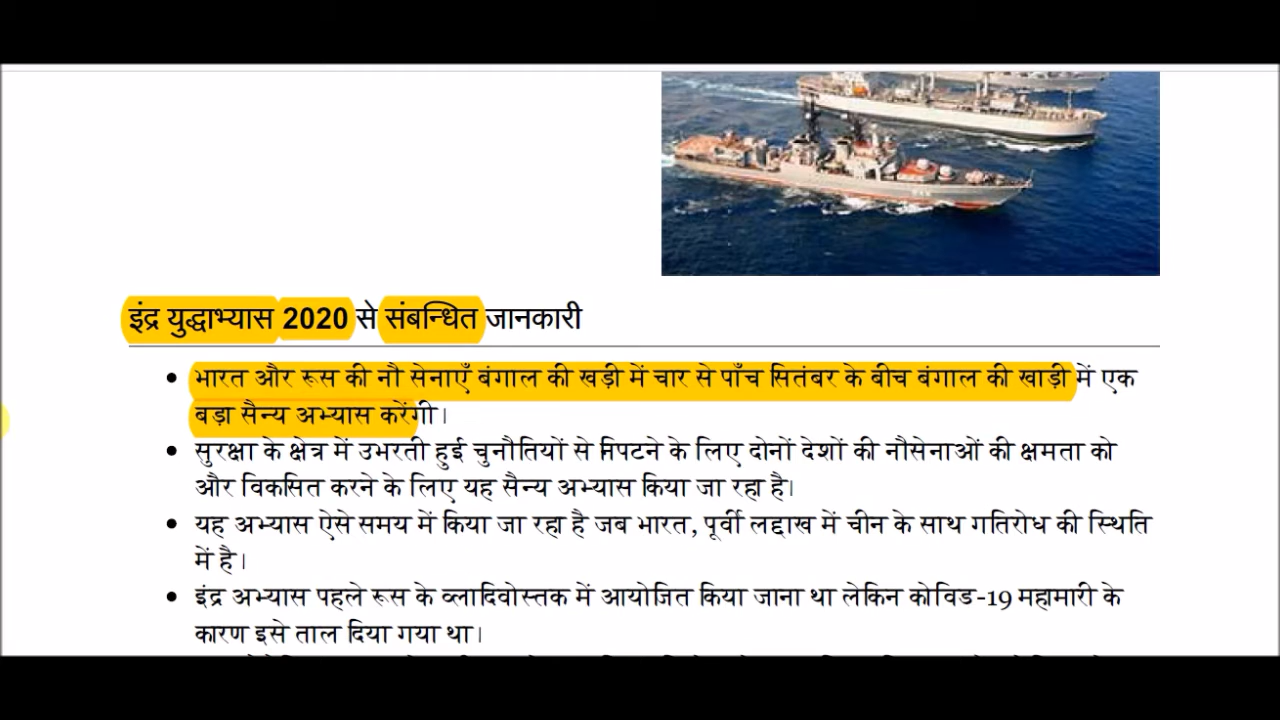 इंद्र युद्धाभ्यास 2020 से संबन्धित जानकारी
भारत और रूस की नौ सेनाएँ बंगाल की खड़ी में चार से पाँच सितंबर के बीच बंगाल की खाड़ी में एक
बड़ा सैन्य अभ्यास करेंगी।
सुरक्षा के क्षेत्र में उभरती हुई चुनौतियों से निपटने के लिए दोनों देशों की नौसेनाओं की क्षमता को
और विकसित करने के लिए यह सैन्य अभ्यास किया जा रहा है।
यह अभ्यास ऐसे समय में किया जा रहा है जब भारत, पूर्वी लद्दाख में चीन के साथ गतिरोध की स्थिति
में है।
इंद्र अभ्यास पहले रूस के व्लादिवोस्तक में आयोजित किया जाना था लेकिन कोविड-19 महामारी के
कारण इसे ताल दिया गया था।